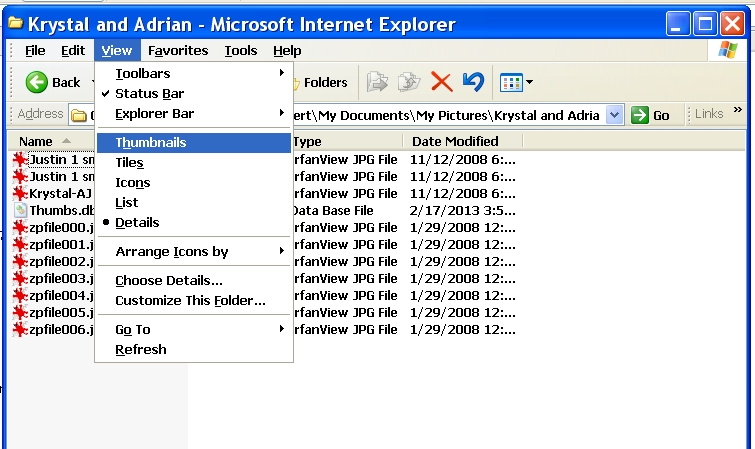 Krystal and Adrian - Microsoft Internet Explorer
File Edit View Favorites Tools Help
Back Folders
Address ert\My Documents\My Pictures\Krystal and Adria Go Links »
Toolbars
Status Bar
Explorer Bar
Thumbnails
Tiles
Icons
List
Details
Arrange Icons by
Choose Details...
Customize This Folder...
Go To
Refresh
Name Type Date Modified
Justin 1 sm rfanView JPG File 11/12/2008 6:...
Justin 1 sm rfanView JPG File 11/12/2008 6:...
Krystal-AJ rfanView JPG File 11/12/2008 6:...
Thumbs.db Data Base File 2/17/2013 3:5...
zpfile000.j rfanView JPG File 1/29/2008 12:...
zpfile001.j rfanView JPG File 1/29/2008 12:...
zpfile002.j rfanView JPG File 1/29/2008 12:...
zpfile003.j rfanView JPG File 1/29/2008 12:...
zpfile004.j rfanView JPG File 1/29/2008 12:...
zpfile005.j rfanView JPG File 1/29/2008 12:...
zpfile006.j rfanView JPG File 1/29/2008 12:...